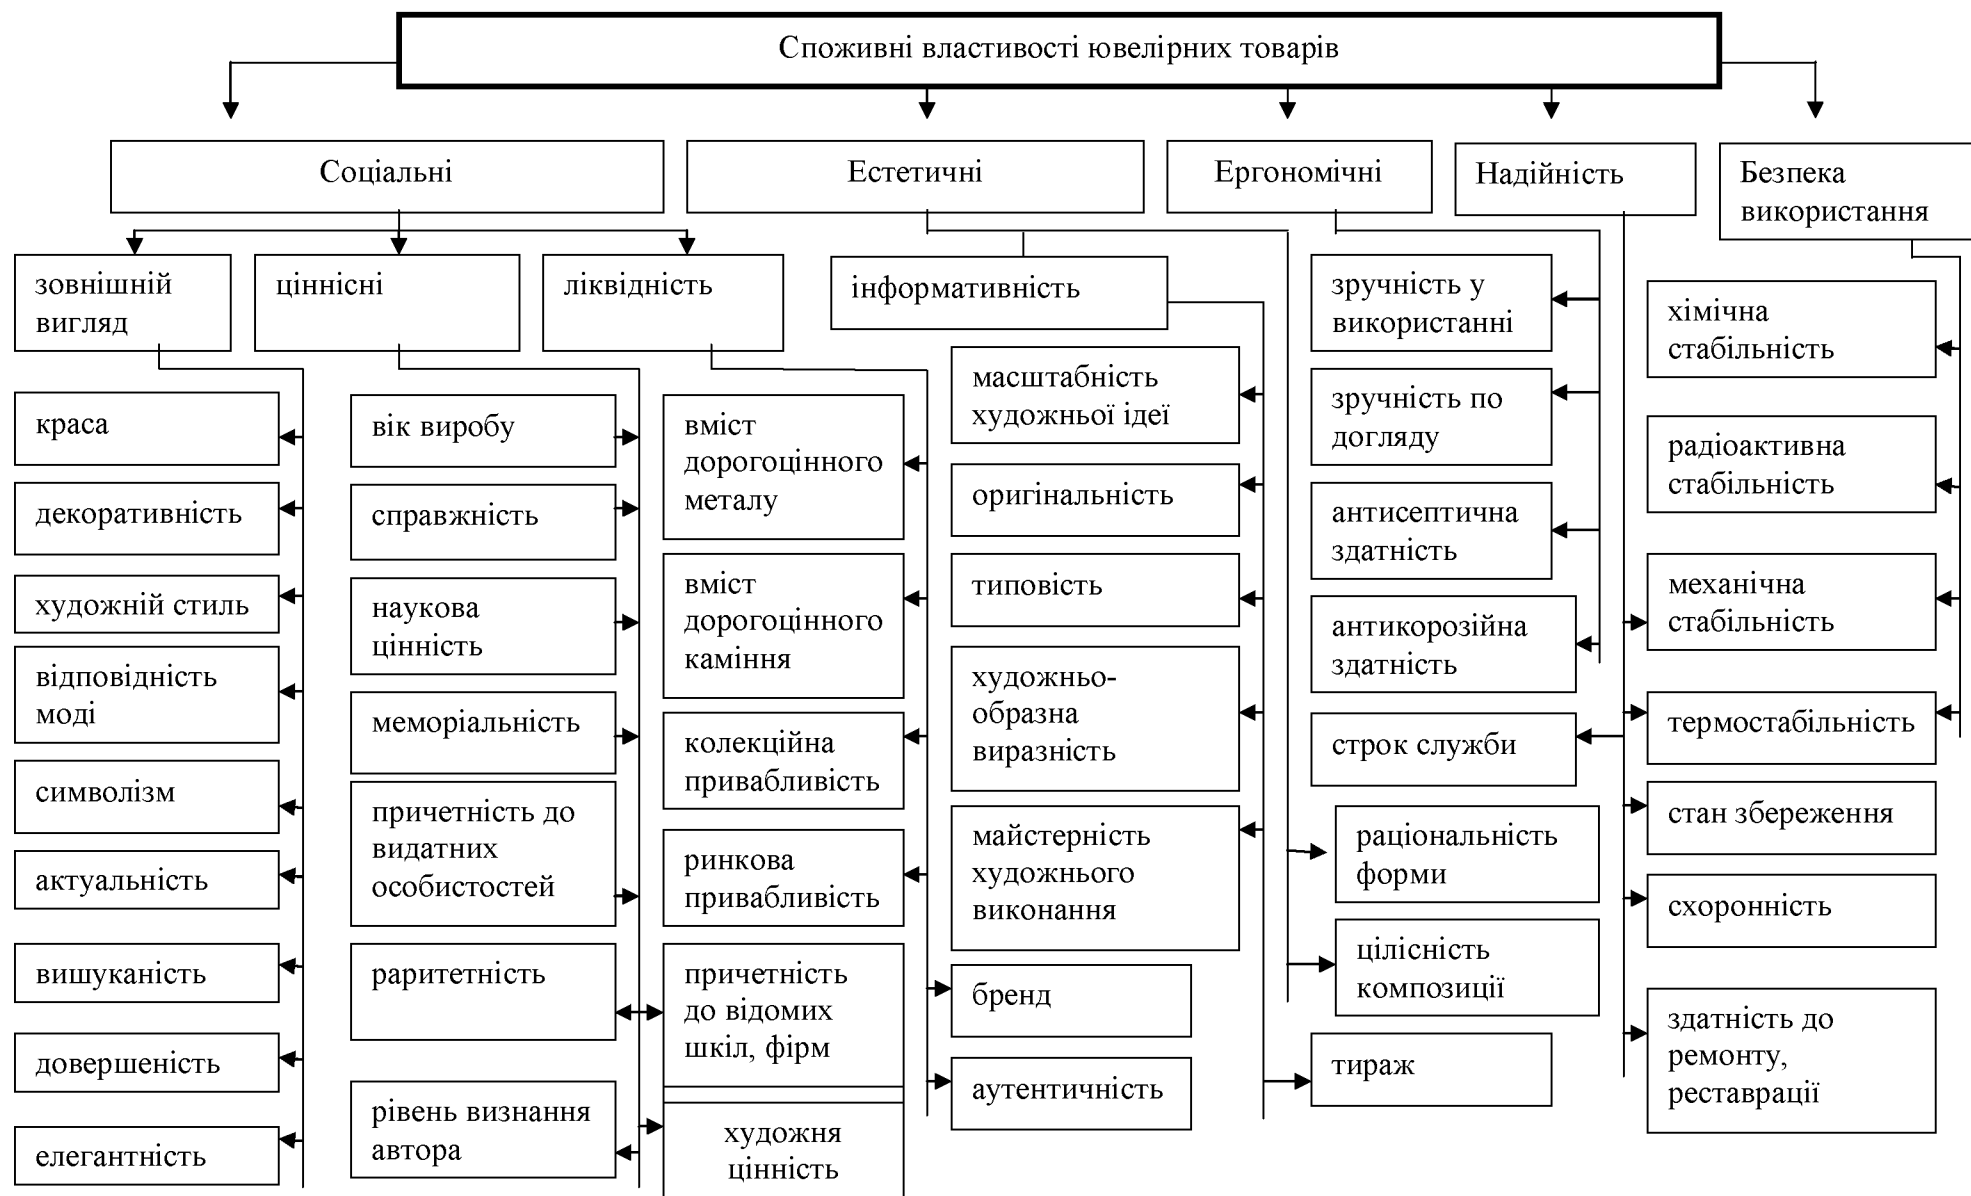 Споживні властивості ювелірних товарів
Соціальні
Естетичні
Ергономічні
Надійність
Безпека
використання
зовнішній
вигляд
ціннісні
ліквідність
інформативність
краса
декоративність
художній стиль
відповідність
моді
символізм
актуальність
вишуканість
довершеність
елегантність
вік виробу
справжність
наукова
цінність
меморіальність
причетність до
видатних
особистостей
раритетність
рівень визнання
автора
вміст
дорогоцінного
металу
вміст
дорогоцінного
каміння
колекційна
привабливість
ринкова
привабливість
причетність
до відомих
шкіл, фірм
художня
цінність
масштабність
художньої ідеї
оригінальність
типовість
художньо-
образна
виразність
майстерність
художнього
виконання
бренд
аутентичність
зручність у
використанні
зручність по
догляду
антисептична
здатність
антикорозійна
здатність
строк служби
раціональність
форми
цілісність
композиції
тираж
хімічна
стабільність
радіоактивна
стабільність
механічна
стабільність
термостабільність
стан збереження
схоронність
здатність до
ремонту,
реставрації